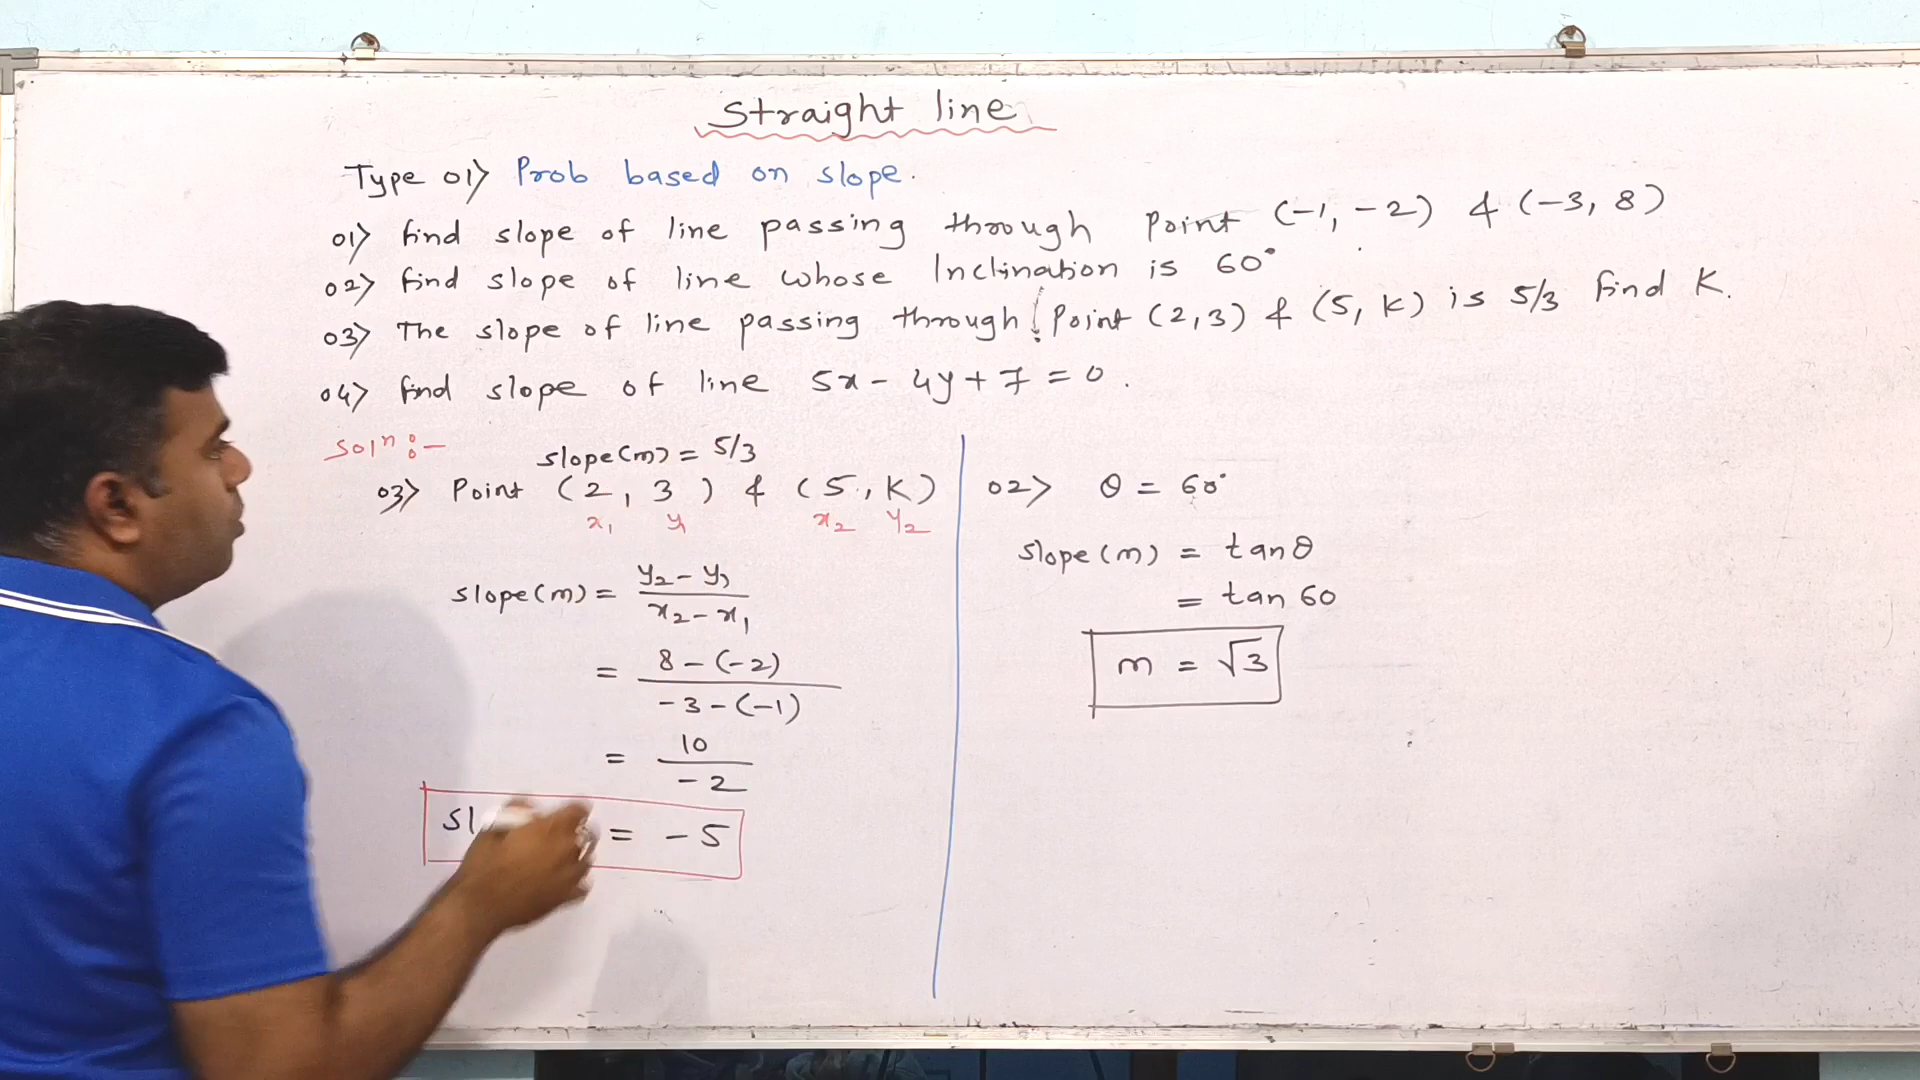 Straight line
Type 01> Prob based on slope.
01> find slope of line passing through Point (-1, -2) & (-3, 8)
02> find slope of line whose Inclination is 60°
03> The slope of line passing through Point (2,3) & (5, K) is 5/3 find K.
04> find slope of line 5x - 4y + 7 = 0.
Soln :-
slope(m) = 5/3
03> Point (2, 3) & (5, K)
x1 y1 x2 y2
slope(m) = y2 - y1 / x2 - x1
= 8 - (-2) / -3 - (-1)
= 10 / -2
= -5
02> θ = 60°
slope(m) = tanθ
= tan 60
m = √3